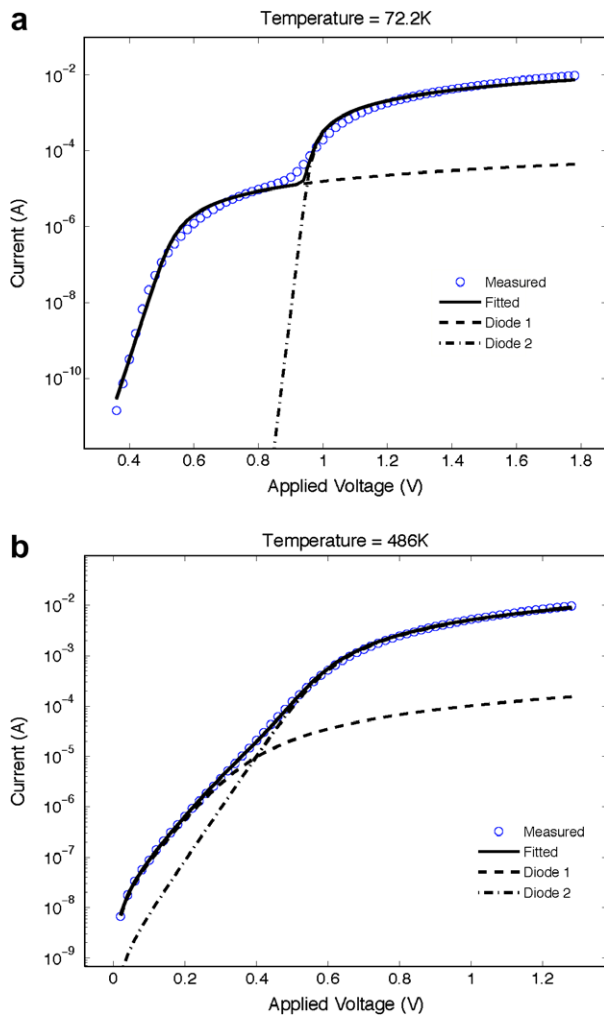 a
Temperature = 72.2K
10⁻²
10⁻⁴
10⁻⁶
10⁻⁸
10⁻¹⁰
Current (A)
Measured
Fitted
Diode 1
Diode 2
0.4 0.6 0.8 1 1.2 1.4 1.6 1.8
Applied Voltage (V)
b
Temperature = 486K
10⁻²
10⁻³
10⁻⁴
10⁻⁵
10⁻⁶
10⁻⁷
10⁻⁸
10⁻⁹
Current (A)
Measured
Fitted
Diode 1
Diode 2
0 0.2 0.4 0.6 0.8 1 1.2
Applied Voltage (V)